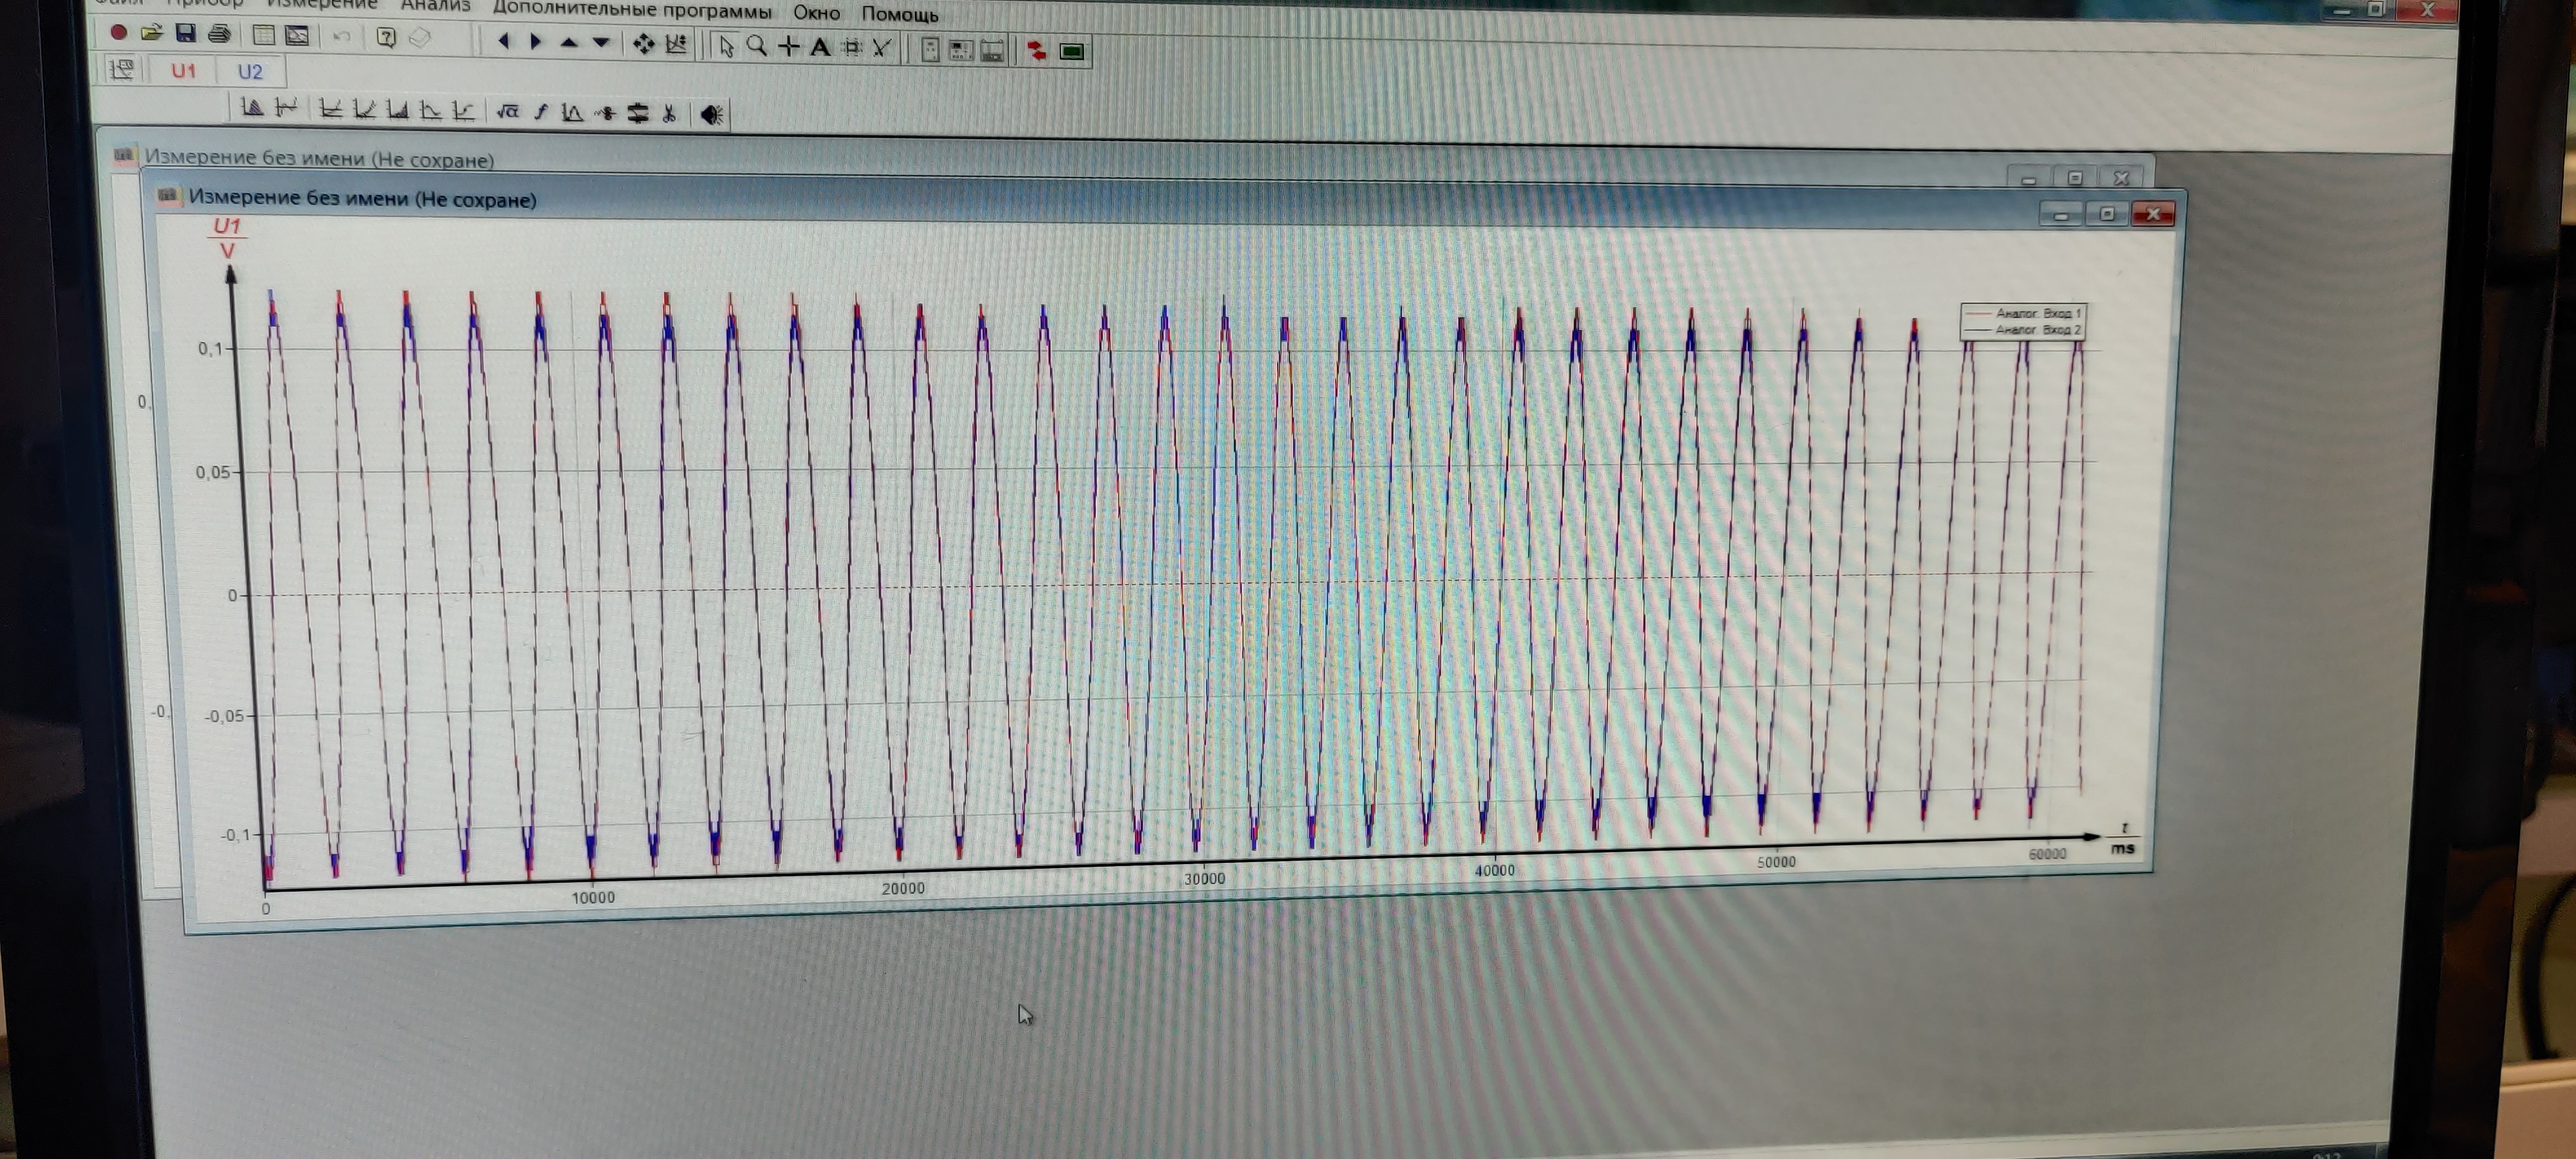 Файл Прибор Измерение Анализ Дополнительные программы Окно Помощь
U1 U2
Измерение без имени (Не сохране)
Измерение без имени (Не сохране)
U1
V
Аналог. Вход 1
Аналог. Вход 2
0,1
0,05
0
-0,05
-0,1
0,
-0,
0 10000 20000 30000 40000 50000 60000
t
ms